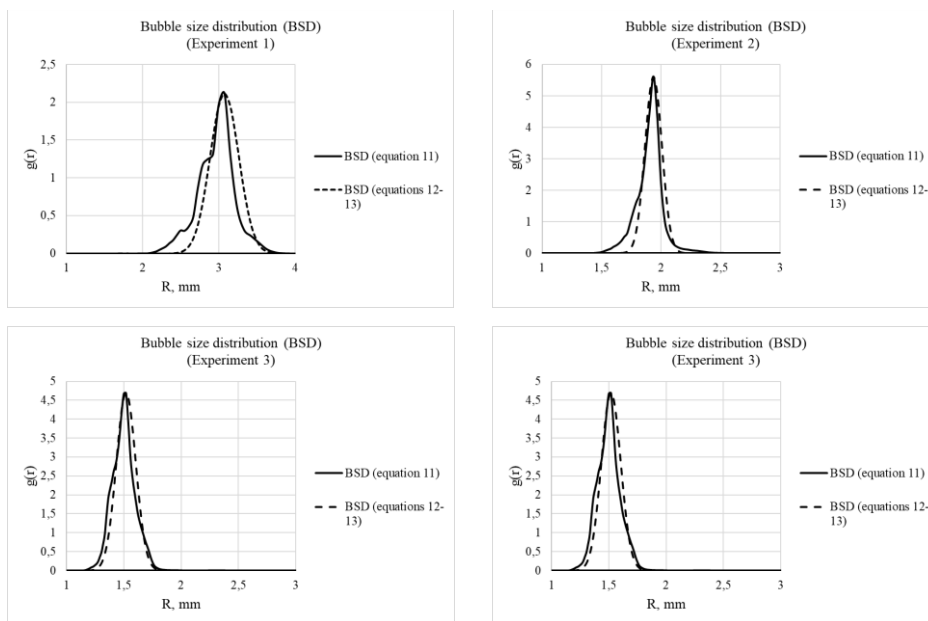 Bubble size distribution (BSD)
(Experiment 1)
2,5
2
1,5
1
0,5
0
g(r)
1
2
3
4
R, mm
BSD (equation 11)
BSD (equations 12-
13)
Bubble size distribution (BSD)
(Experiment 2)
6
5
4
3
2
1
0
g(r)
1
1,5
2
2,5
3
R, mm
BSD (equation 11)
BSD (equations 12-
13)
Bubble size distribution (BSD)
(Experiment 3)
5
4,5
4
3,5
3
2,5
2
1,5
1
0,5
0
g(r)
1
1,5
2
2,5
3
R, mm
BSD (equation 11)
BSD (equations 12-
13)
Bubble size distribution (BSD)
(Experiment 3)
5
4,5
4
3,5
3
2,5
2
1,5
1
0,5
0
g(r)
1
1,5
2
2,5
3
R, mm
BSD (equation 11)
BSD (equations 12-
13)